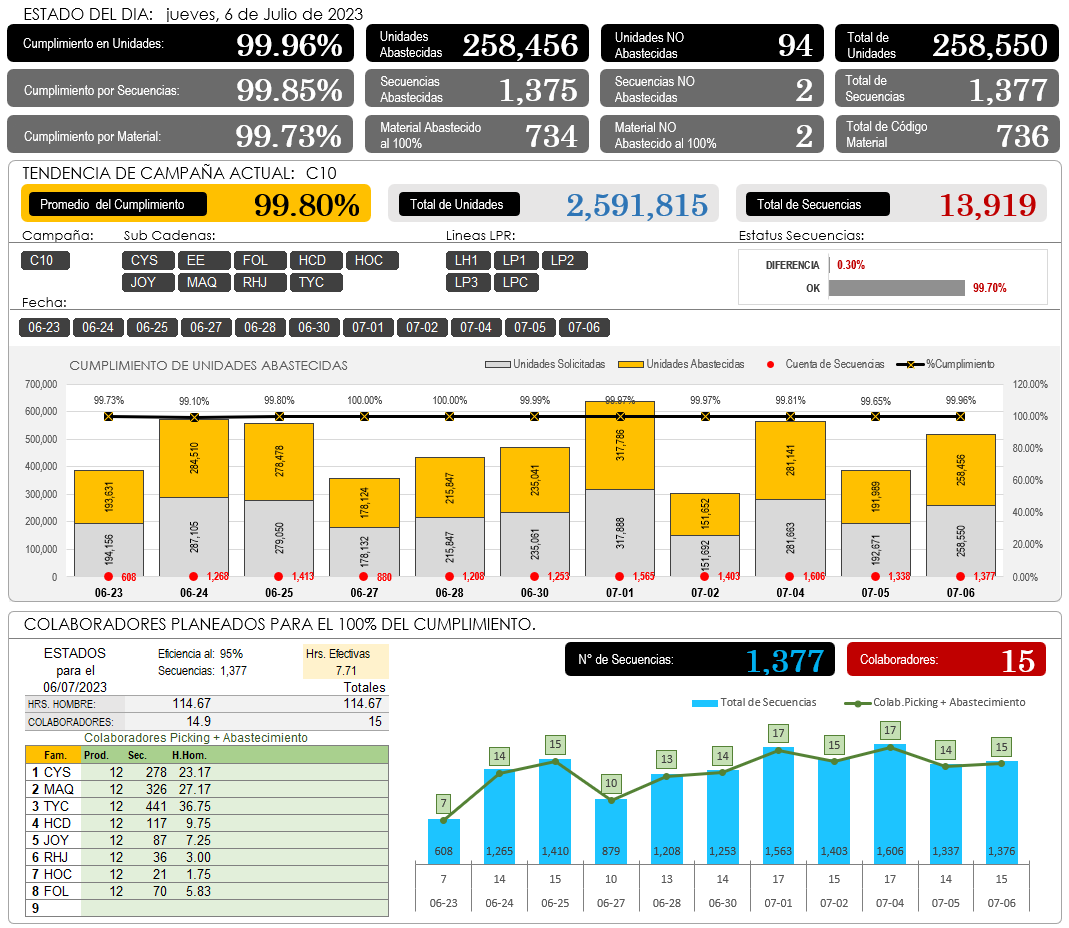 ESTADO DEL DIA: jueves, 6 de Julio de 2023
Cumplimiento en Unidades: 99.96%
Unidades Abastecidas 258,456
Unidades NO Abastecidas 94
Total de Unidades 258,550
Cumplimiento por Secuencias: 99.85%
Secuencias Abastecidas 1,375
Secuencias NO Abastecidas 2
Total de Secuencias 1,377
Cumplimiento por Material: 99.73%
Material Abastecido al 100% 734
Material NO Abastecido al 100% 2
Total de Código Material 736
TENDENCIA DE CAMPAÑA ACTUAL: C10
Promedio del Cumplimiento 99.80%
Total de Unidades 2,591,815
Total de Secuencias 13,919
Campaña: Sub Cadenas: Lineas LPR: Estatus Secuencias:
C10 CYS EE FOL HCD HOC LH1 LP1 LP2
JOY MAQ RHJ TYC LP3 LPC
DIFERENCIA 0.30%
OK 99.70%
Fecha:
06-23 06-24 06-25 06-27 06-28 06-30 07-01 07-02 07-04 07-05 07-06
CUMPLIMIENTO DE UNIDADES ABASTECIDAS
Unidades Solicitadas Unidades Abastecidas Cuenta de Secuencias %Cumplimiento
700,000 120.00%
99.73% 99.10% 99.80% 100.00% 100.00% 99.99% 99.97% 99.97% 99.81% 99.65% 99.96%
600,000 100.00%
500,000 80.00%
400,000
300,000 60.00%
200,000 40.00%
100,000 20.00%
0 0.00%
193,631 284,510 278,478 178,124 215,847 235,041 317,786 151,652 281,141 191,989 258,456
194,156 287,105 279,050 178,132 215,847 235,061 317,888 151,692 281,663 192,671 258,550
608 1,268 1,413 880 1,208 1,253 1,565 1,403 1,606 1,338 1,377
06-23 06-24 06-25 06-27 06-28 06-30 07-01 07-02 07-04 07-05 07-06
COLABORADORES PLANEADOS PARA EL 100% DEL CUMPLIMIENTO.
ESTADOS para el 06/07/2023
Eficiencia al: 95%
Secuencias: 1,377
Hrs. Efectivas
7.71
Totales
HRS. HOMBRE: 114.67 114.67
COLABORADORES: 14.9 15
Colaboradores Picking + Abastecimiento
Fam. Prod. Sec. H.Hom.
1 CYS 12 278 23.17
2 MAQ 12 326 27.17
3 TYC 12 441 36.75
4 HCD 12 117 9.75
5 JOY 12 87 7.25
6 RHJ 12 36 3.00
7 HOC 12 21 1.75
8 FOL 12 70 5.83
9
N° de Secuencias: 1,377
Colaboradores: 15
Total de Secuencias Colab.Picking + Abastecimiento
7 14 15 10 13 14 17 15 17 14 15
608 1,265 1,410 879 1,208 1,253 1,563 1,403 1,606 1,337 1,376
7 14 15 10 13 14 17 15 17 14 15
06-23 06-24 06-25 06-27 06-28 06-30 07-01 07-02 07-04 07-05 07-06